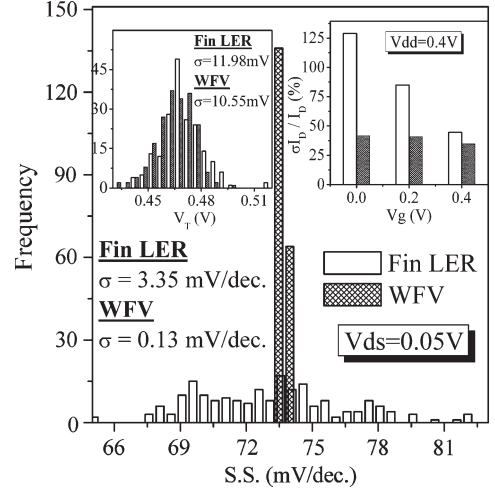 150
120
90
60
30
0
Frequency
66
69
72
75
78
81
S.S. (mV/dec.)
45
30
15
0
0.45
0.48
0.51
V_T (V)
Fin LER
σ=11.98mV
WFV
σ=10.55mV
125
100
75
50
25
0
σI_D / I_D (%)
Vdd=0.4V
0.0
0.2
0.4
Vg (V)
Fin LER
σ = 3.35 mV/dec.
WFV
σ = 0.13 mV/dec.
Fin LER
WFV
Vds=0.05V